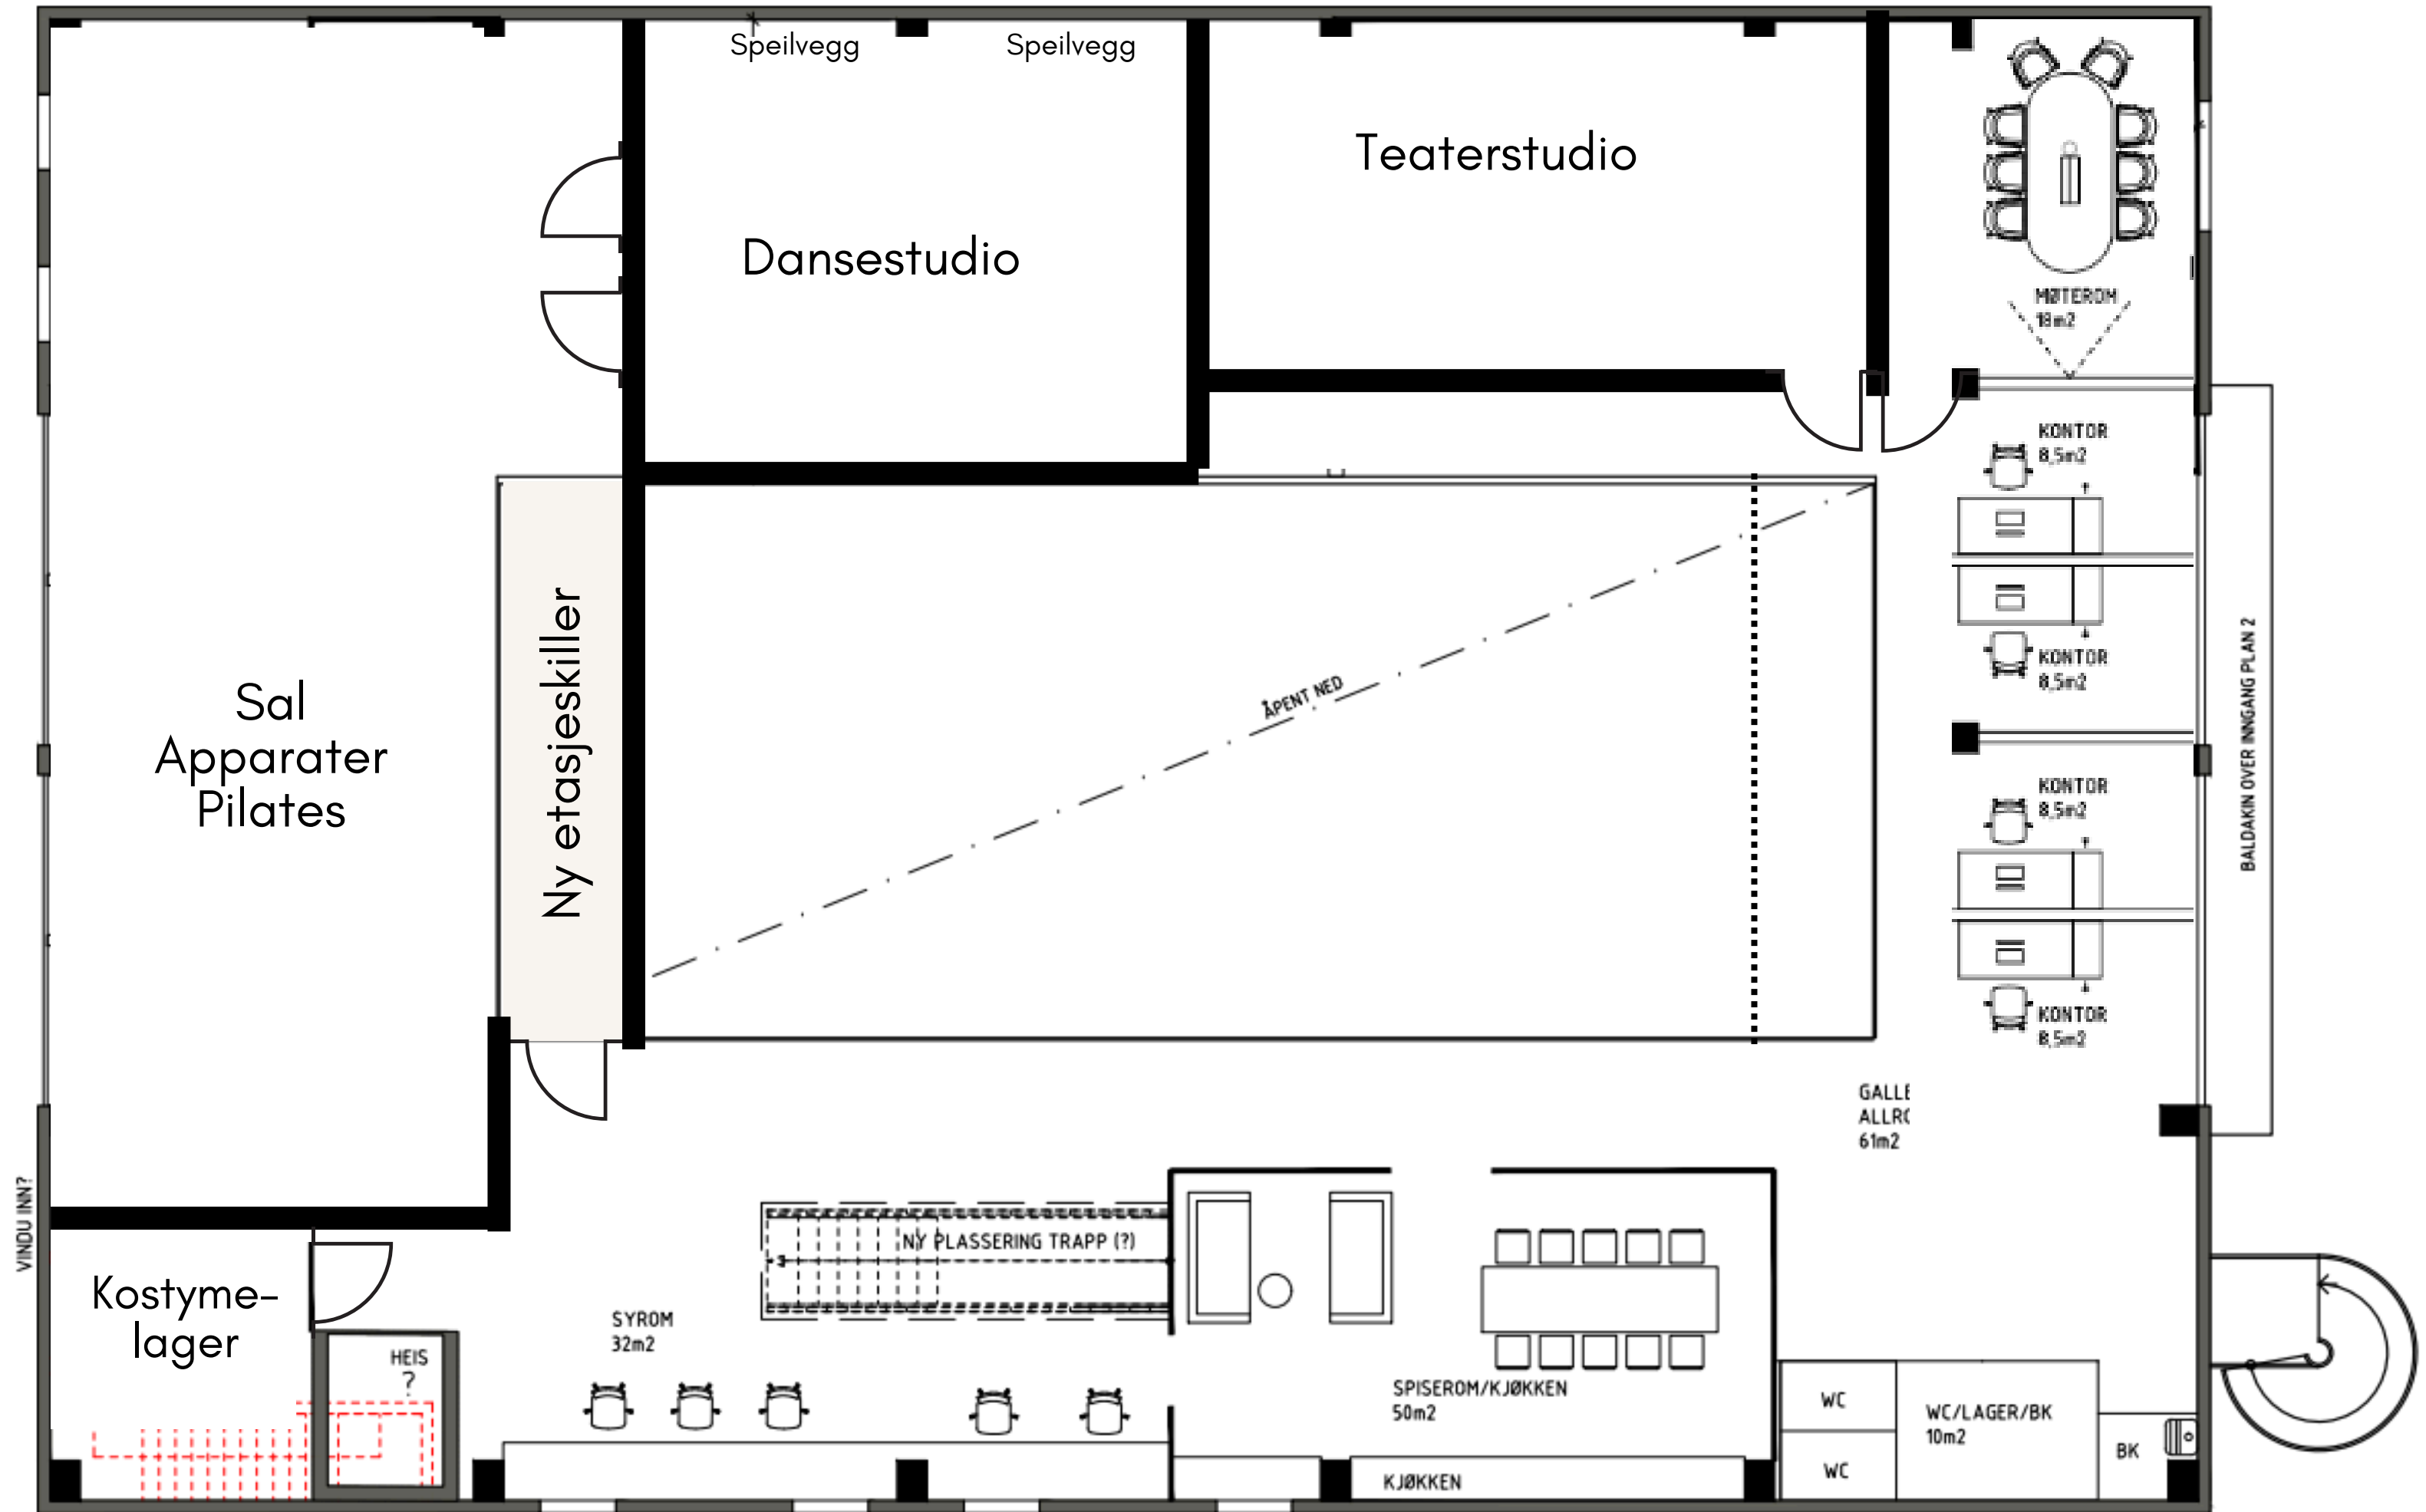 Speilvegg
Speilvegg
Teaterstudio
Dansestudio
MØTEROM
18m2
KONTOR
8,5m2
KONTOR
8,5m2
KONTOR
8,5m2
KONTOR
8,5m2
BALDAKIN OVER INNGANG PLAN 2
Sal
Apparater
Pilates
Ny etasjeskiller
ÅPENT NED
GALLE
ALLRO
61m2
VINDU INN?
NY PLASSERING TRAPP (?)
Kostyme-
lager
HEIS
?
SYROM
32m2
SPISEROM/KJØKKEN
50m2
KJØKKEN
WC
WC
WC/LAGER/BK
10m2
BK